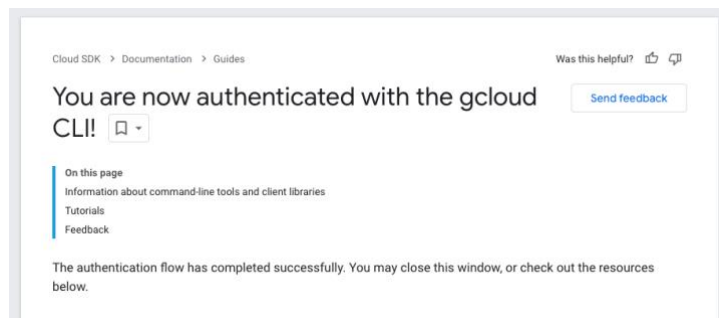 Cloud SDK > Documentation > Guides
Was this helpful?
You are now authenticated with the gcloud
CLI!
Send feedback
On this page
Information about command-line tools and client libraries
Tutorials
Feedback
The authentication flow has completed successfully. You may close this window, or check out the resources
below.